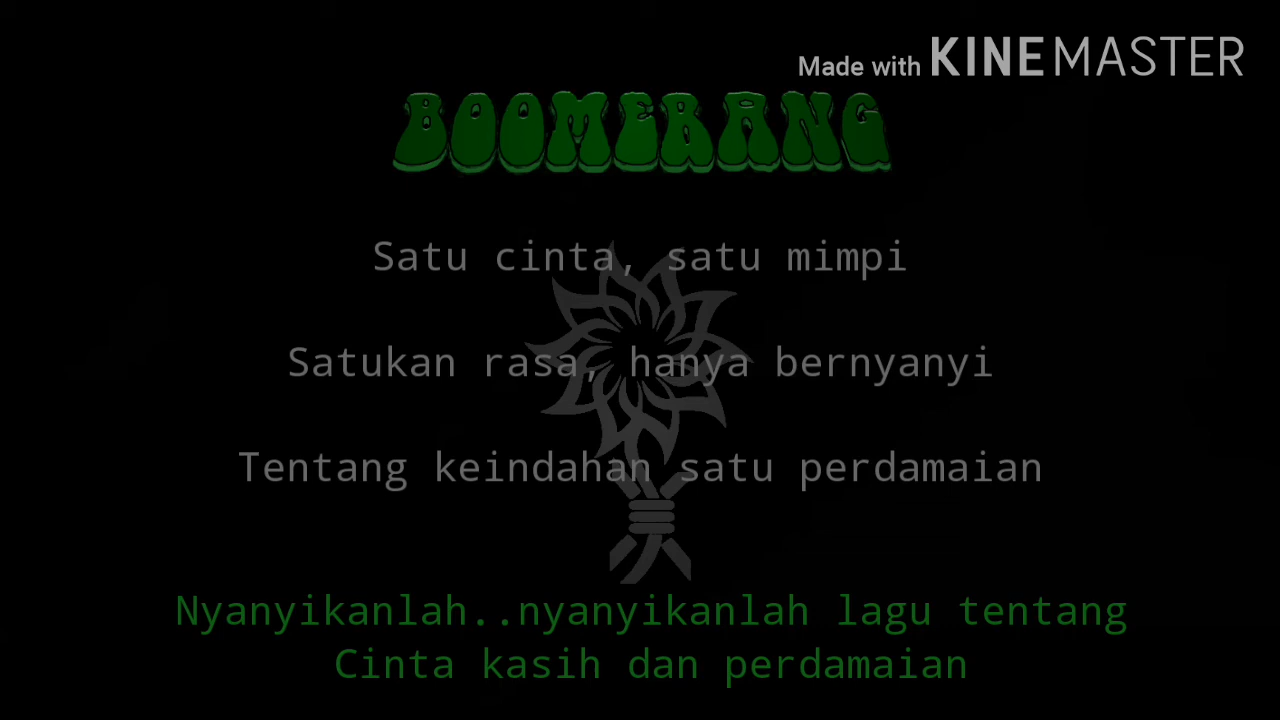 Made with KINEMASTER
BOOMERANG
Satu cinta, satu mimpi
Satukan rasa, hanya bernyanyi
Tentang keindahan satu perdamaian
Nyanyikanlah..nyanyikanlah lagu tentang
Cinta kasih dan perdamaian